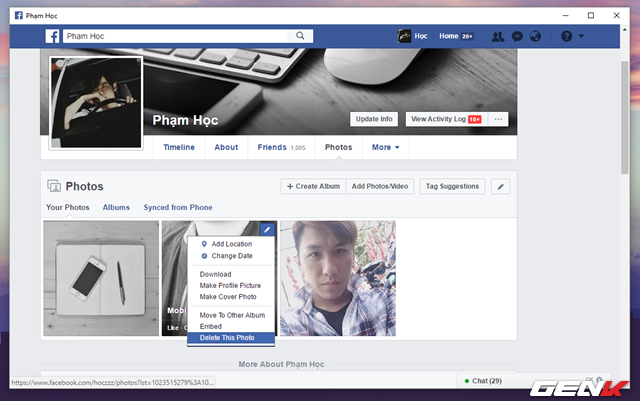 Phạm Học
Phạm Học
Học Home 20+
Phạm Học
Update Info View Activity Log 10+ ...
Timeline About Friends 1,005 Photos More
Photos
+ Create Album Add Photos/Video Tag Suggestions
Your Photos Albums Synced from Phone
Add Location
Change Date
Download
Make Profile Picture
Make Cover Photo
Mobi
Move To Other Album
Like
Embed
Delete This Photo
More About Phạm Học
https://www.facebook.com/hoczzz/photos?lst=1023515279%3A10...
Chat (29)
GENK